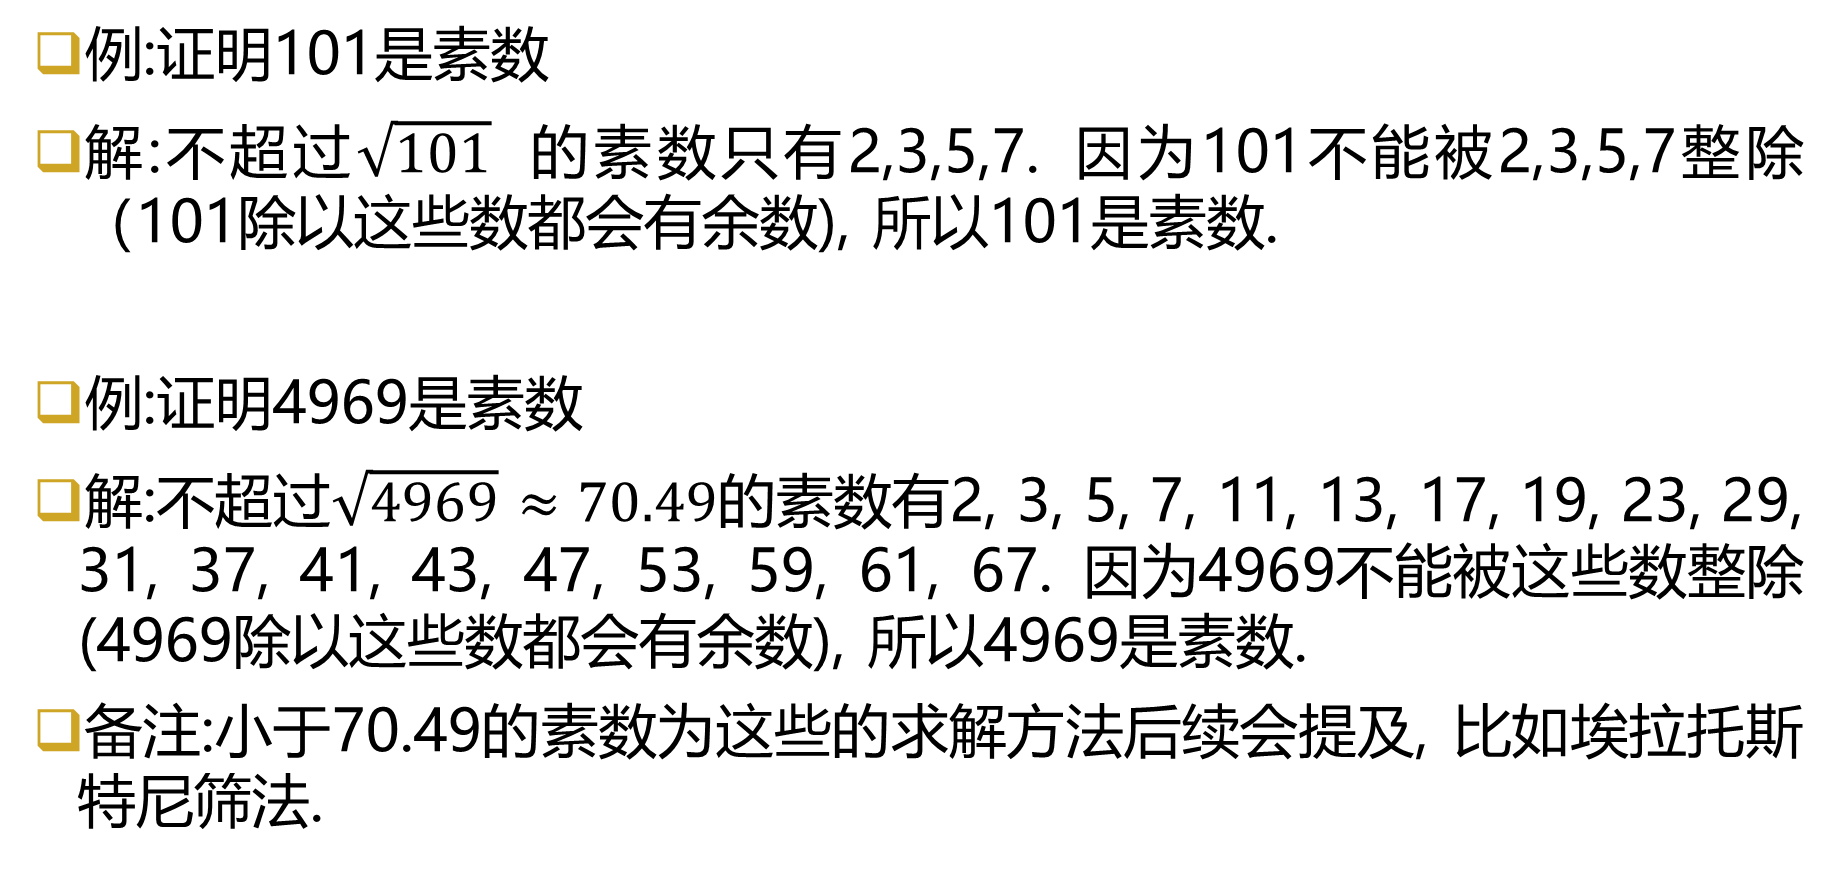 例:证明101是素数
解:不超过√101 的素数只有2,3,5,7. 因为101不能被2,3,5,7整除
（101除以这些数都会有余数), 所以101是素数.
例:证明4969是素数
解:不超过√4969 ≈ 70.49的素数有2, 3, 5, 7, 11, 13, 17, 19, 23, 29,
31, 37, 41, 43, 47, 53, 59, 61, 67. 因为4969不能被这些数整除
(4969除以这些数都会有余数), 所以4969是素数.
备注:小于70.49的素数为这些的求解方法后续会提及, 比如埃拉托斯
特尼筛法.